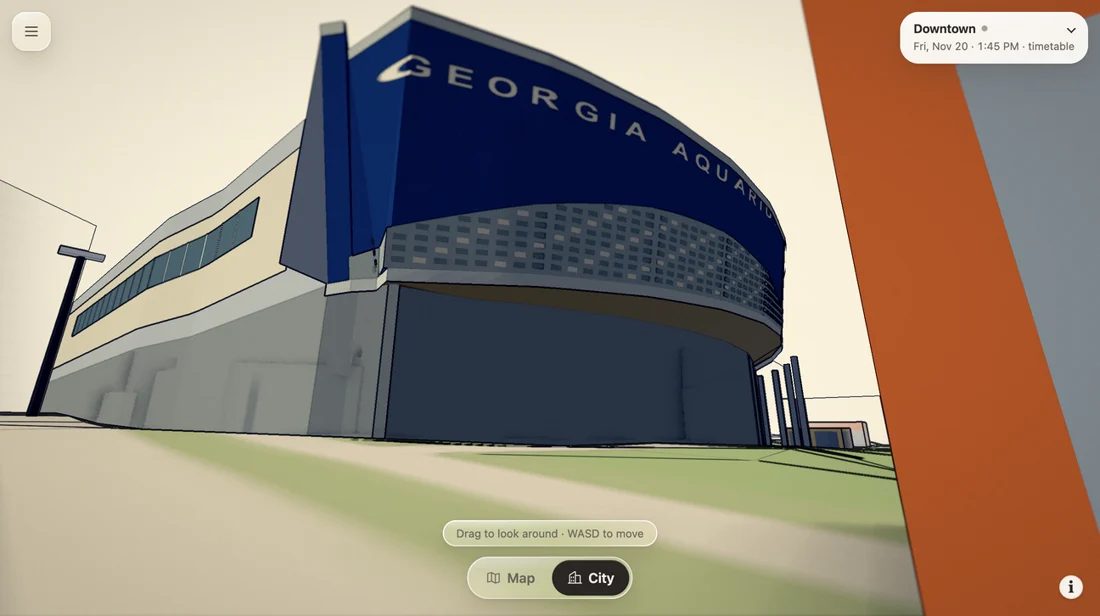 Downtown
Fri, Nov 20 · 1:45 PM · timetable
GEORGIA AQUARIU
Drag to look around · WASD to move
Map
City
i